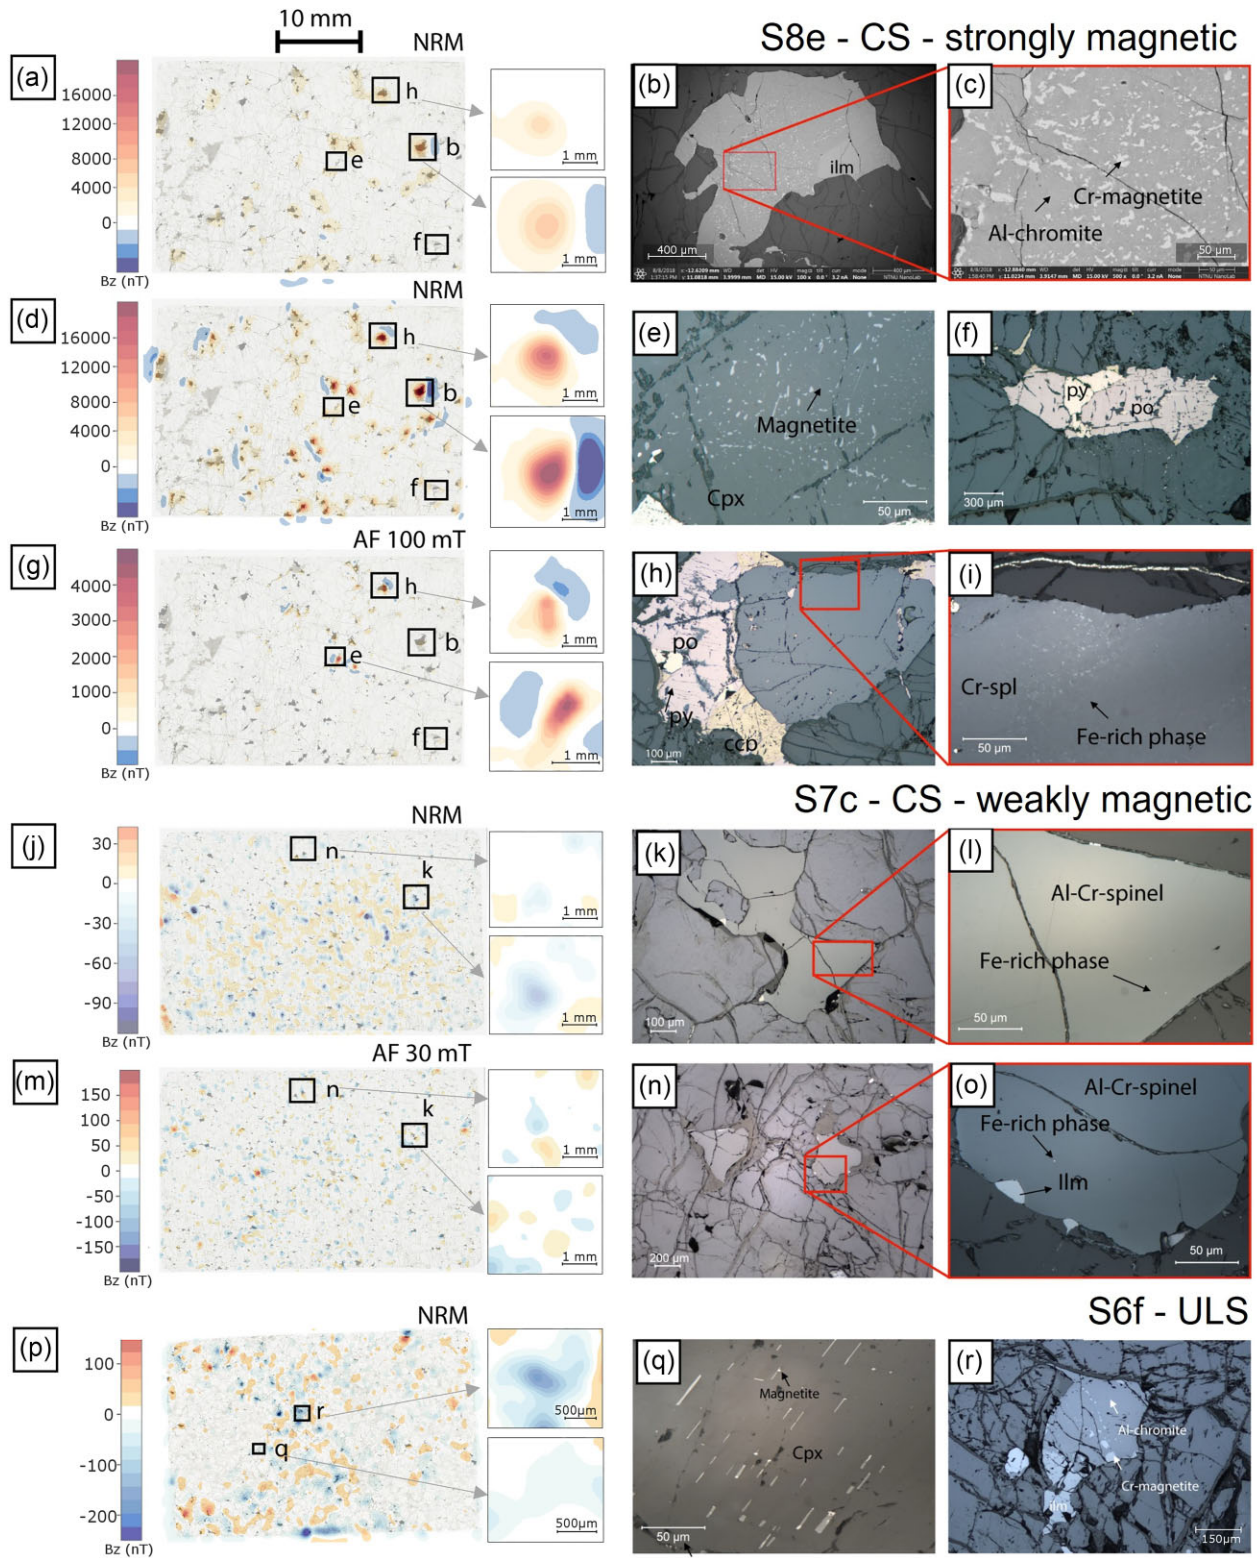 10 mm
S8e - CS - strongly magnetic
(a)
NRM
16000
12000
8000
4000
0
Bz (nT)
h
b
e
f
1 mm
1 mm
(b)
ilm
400 µm
(c)
Cr-magnetite
Al-chromite
50 µm
NTNU NanoLab
(d)
NRM
16000
12000
8000
4000
0
Bz (nT)
h
b
e
f
1 mm
1 mm
(e)
Magnetite
Cpx
50 µm
(f)
py
po
300 µm
(g)
AF 100 mT
4000
3000
2000
1000
0
Bz (nT)
h
b
e
f
1 mm
1 mm
(h)
po
py
ccp
100 µm
(i)
Cr-spl
Fe-rich phase
50 µm
S7c - CS - weakly magnetic
(j)
NRM
30
0
-30
-60
-90
Bz (nT)
n
k
1 mm
1 mm
(k)
100 µm
(l)
Al-Cr-spinel
Fe-rich phase
50 µm
(m)
AF 30 mT
150
100
50
0
-50
-100
-150
Bz (nT)
n
k
1 mm
1 mm
(n)
200 µm
(o)
Al-Cr-spinel
Fe-rich phase
Ilm
50 µm
S6f - ULS
(p)
NRM
100
0
-100
-200
Bz (nT)
r
q
500µm
500µm
(q)
Magnetite
Cpx
50 µm
(r)
Al-chromite
Cr-magnetite
ilm
150µm